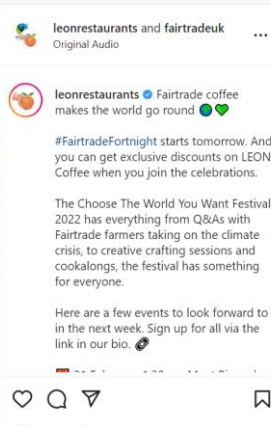 leonrestaurants and fairtradeuk
Original Audio
leonrestaurants Fairtrade coffee
makes the world go round 🌍💚
#FairtradeFortnight starts tomorrow. And
you can get exclusive discounts on LEON
Coffee when you join the celebrations.
The Choose The World You Want Festival
2022 has everything from Q&As with
Fairtrade farmers taking on the climate
crisis, to creative crafting sessions and
cookalongs, the festival has something
for everyone.
Here are a few events to look forward to
in the next week. Sign up for all via the
link in our bio. 🔗